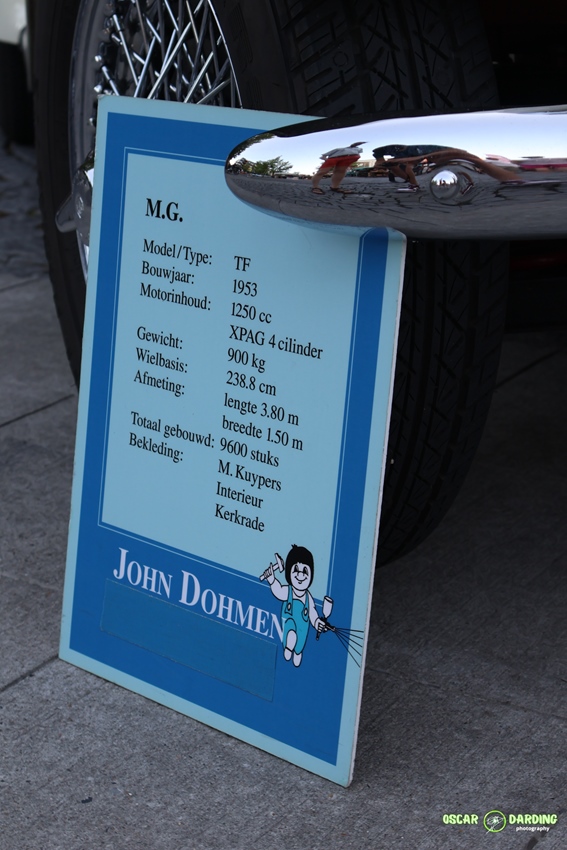 M.G.
Model/Type: TF
Bouwjaar: 1953
Motorinhoud: 1250 cc
XPAG 4 cilinder
Gewicht: 900 kg
Wielbasis: 238.8 cm
Afmeting: lengte 3.80 m
breedte 1.50 m
Totaal gebouwd: 9600 stuks
Bekleding: M. Kuypers
Interieur
Kerkrade
JOHN DOHMEN
OSCAR DARDING
photography